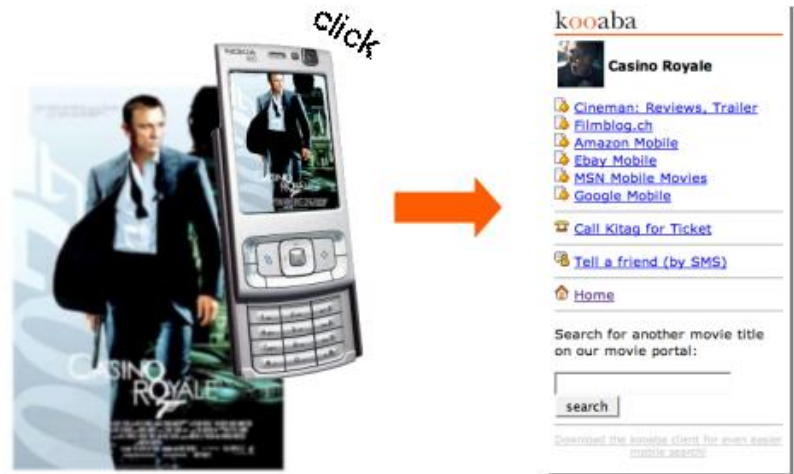 click
NOKIA
007
CASINO
ROYALE
CASINO
ROYALE
kooaba
Casino Royale
Cineman: Reviews, Trailer
Filmblog.ch
Amazon Mobile
Ebay Mobile
MSN Mobile Movies
Google Mobile
Call Kitag for Ticket
Tell a friend (by SMS)
Home
Search for another movie title
on our movie portal:
search
Download the kooaba client for even easier
mobile search!